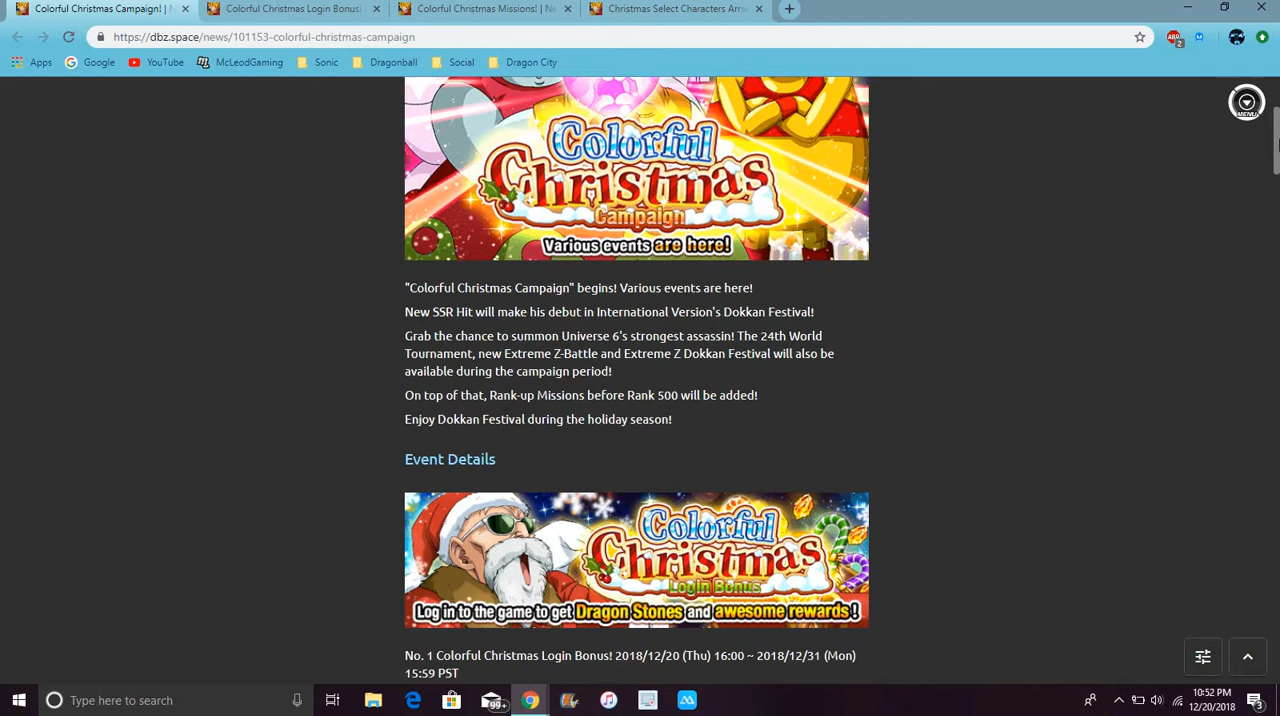 Colorful Christmas Campaign! | N
Colorful Christmas Login Bonus!
Colorful Christmas Missions! | Ne
Christmas Select Characters Arri
https://dbz.space/news/101153-colorful-christmas-campaign
ABP
2
Apps
Google
YouTube
McLeodGaming
Sonic
Dragonball
Social
Dragon City
MENU
Colorful
Christmas
Campaign
Various events are here!
"Colorful Christmas Campaign" begins! Various events are here!
New SSR Hit will make his debut in International Version's Dokkan Festival!
Grab the chance to summon Universe 6's strongest assassin! The 24th World
Tournament, new Extreme Z-Battle and Extreme Z Dokkan Festival will also be
available during the campaign period!
On top of that, Rank-up Missions before Rank 500 will be added!
Enjoy Dokkan Festival during the holiday season!
Event Details
Colorful
Christmas
Login Bonus
Log in to the game to get Dragon Stones and awesome rewards!
No. 1 Colorful Christmas Login Bonus! 2018/12/20 (Thu) 16:00 ~ 2018/12/31 (Mon)
15:59 PST
Type here to search
99+
10:52 PM
12/20/2018
3